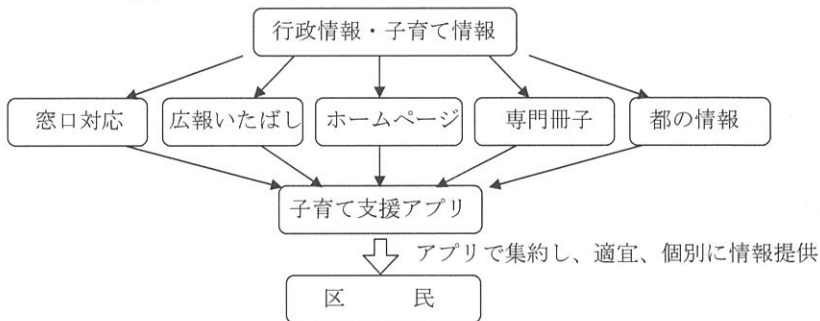 行政情報・子育て情報
窓口対応
広報いたばし
ホームページ
専門冊子
都の情報
子育て支援アプリ
アプリで集約し、適宜、個別に情報提供
区　　　民